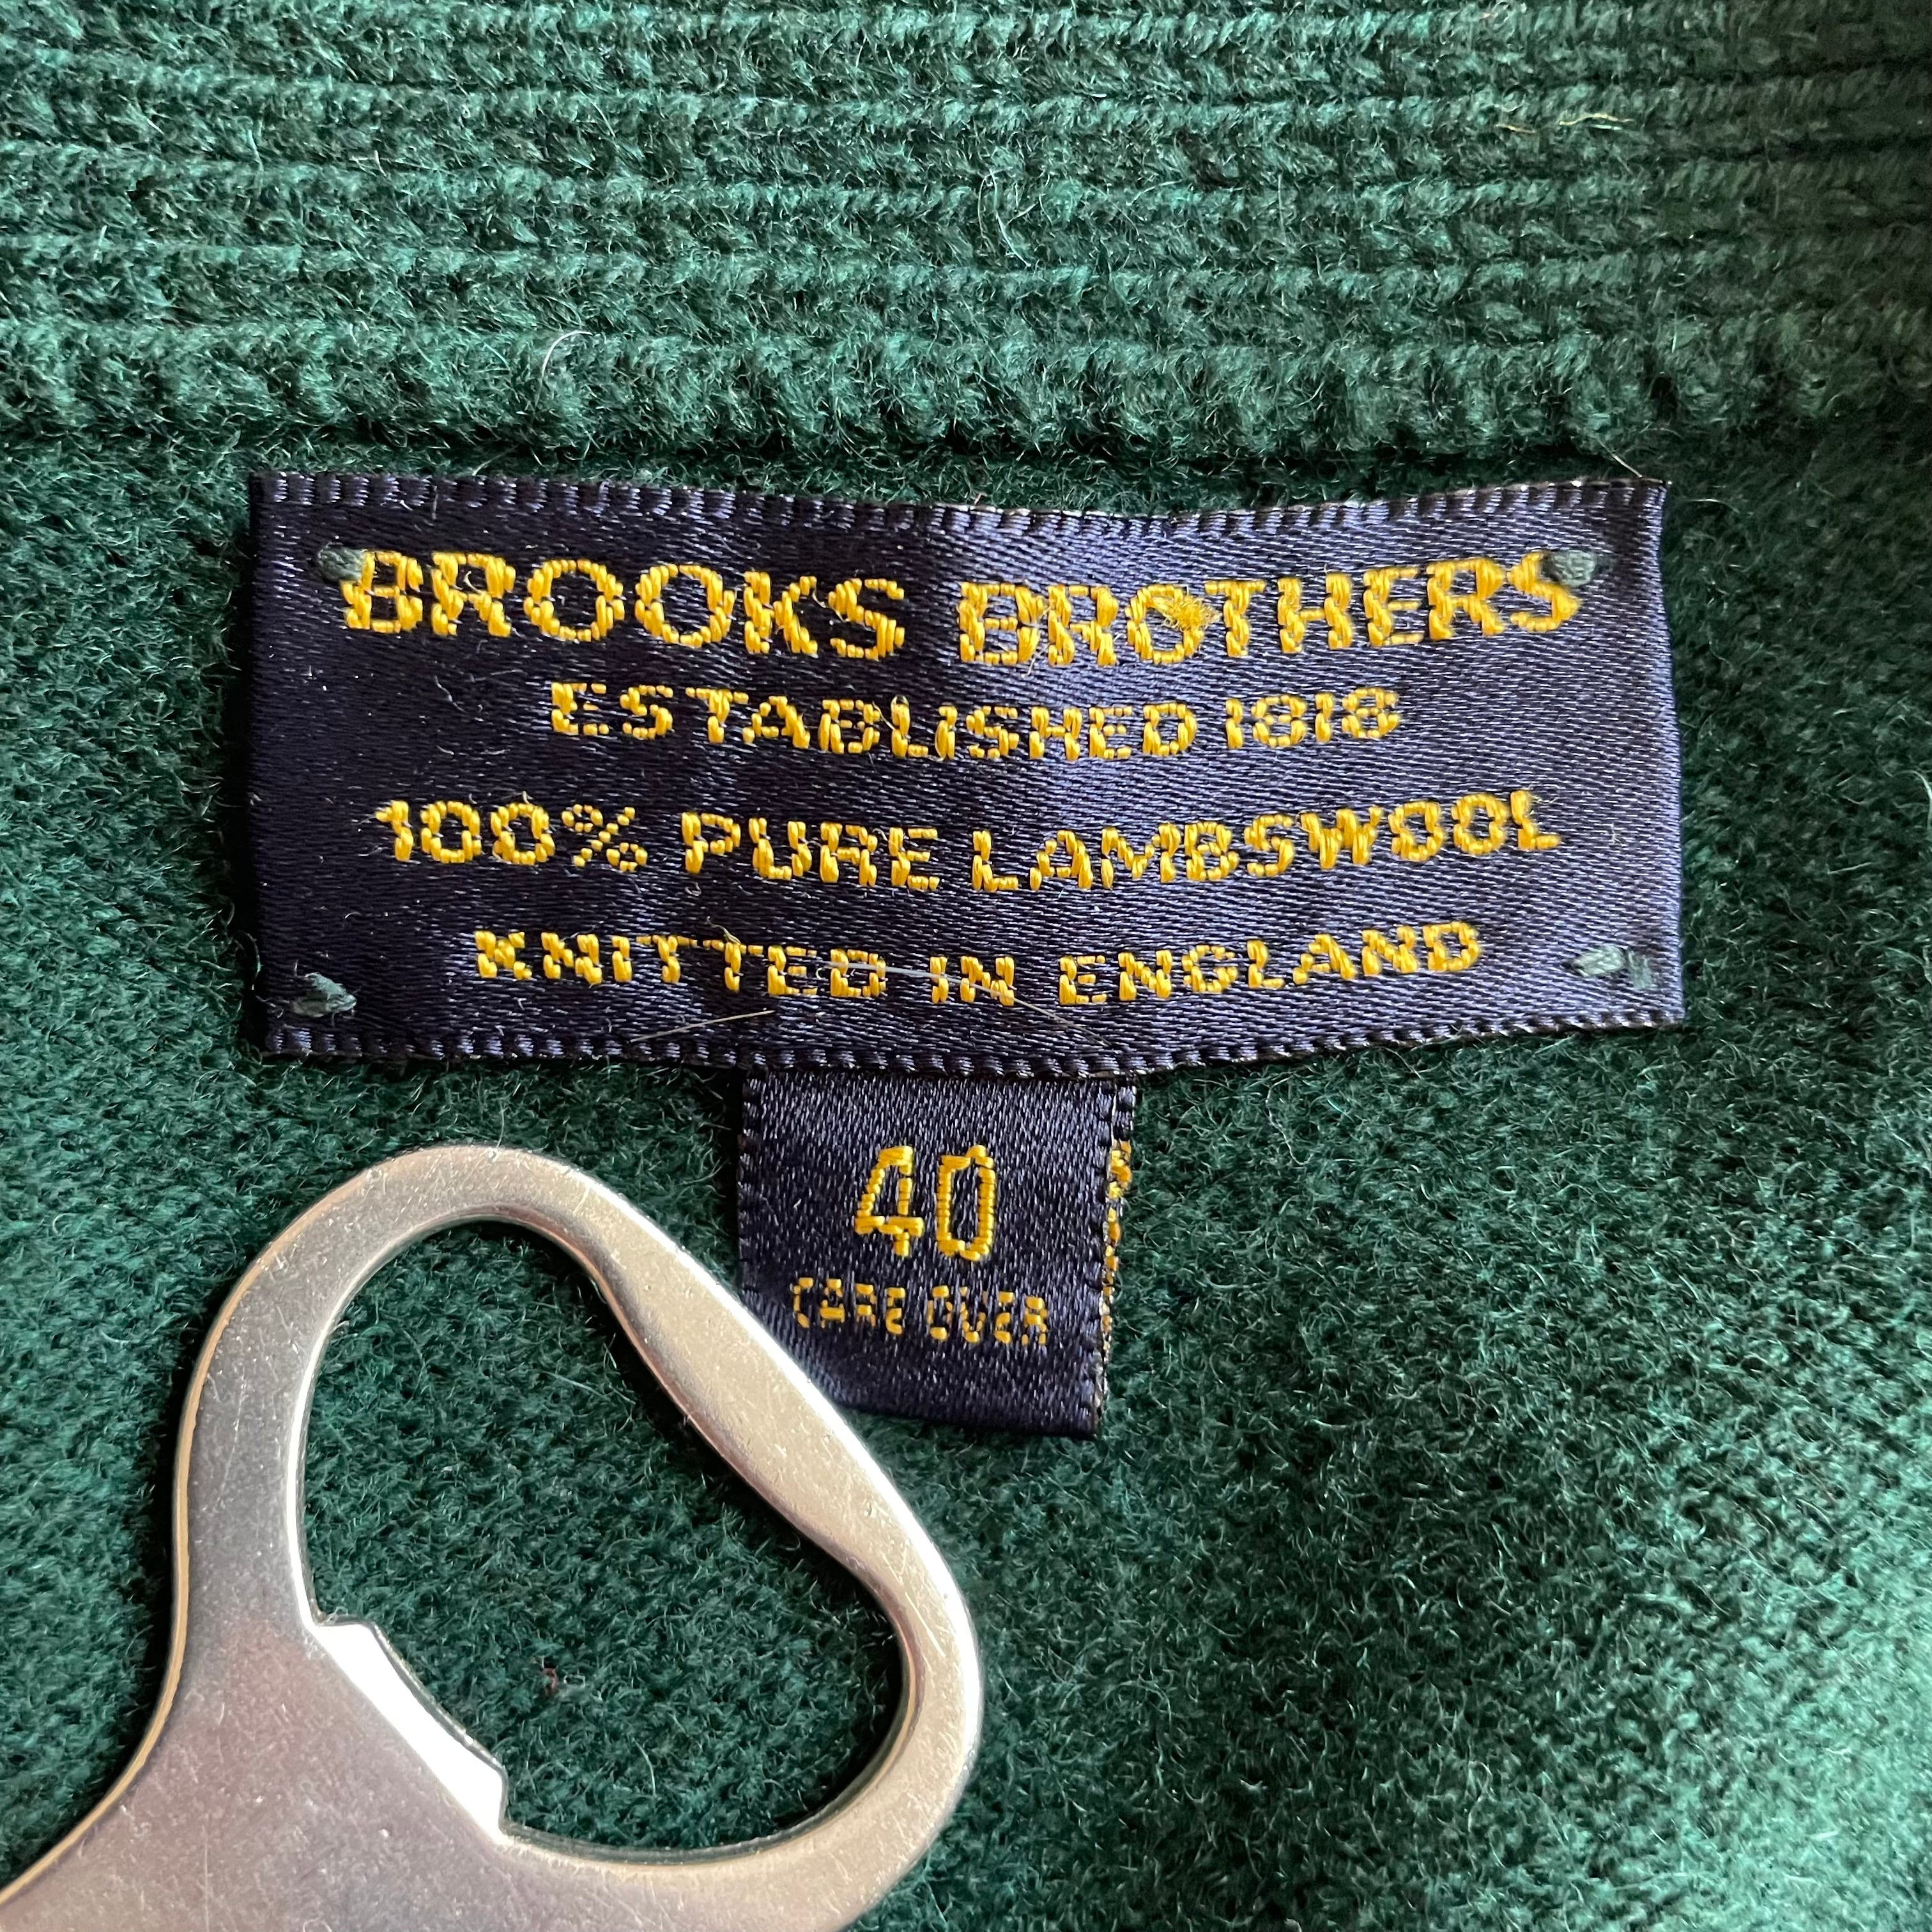 BROOKS BROTHERS
ESTABLISHED 1818
100% PURE LAMBSWOOL
KNITTED IN ENGLAND
40
CARE OVER